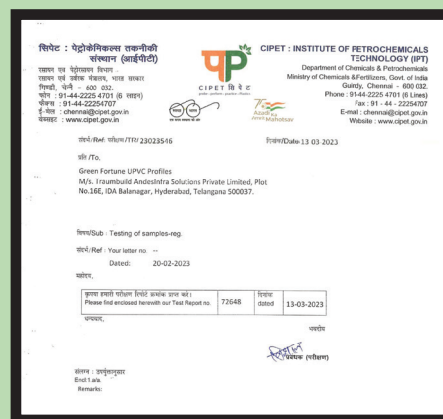 सिपेट : पेट्रोकेमिकल्स तकनीकी
संस्थान (आईपीटी)
रसायन एवं पेट्रोरसायन विभाग
रसायन एवं उर्वरक मंत्रालय, भारत सरकार
गिण्डी, चेन्नै - 600 032.
फोन : 91-44-2225 4701 (6 लाइन)
फैक्स : 91-44-22254707
ई-मेल : chennai@cipet.gov.in
वेबसाइट : www.cipet.gov.in
CIPET सिपेट
Azadi Ka
Amrit Mahotsav
CIPET : INSTITUTE OF PETROCHEMICALS
TECHNOLOGY (IPT)
Department of Chemicals & Petrochemicals
Ministry of Chemicals &Fertilizers, Govt. of India
Guindy, Chennai - 600 032.
Phone : 91-44-2225 4701 (6 Lines)
Fax : 91 - 44 - 22254707
E-mail : chennai@cipet.gov.in
Website : www.cipet.gov.in
संदर्भ/Ref: परीक्षण/TR/ 23023546
दिनांक/Date-13 03-2023
प्रति /To,
Green Fortune UPVC Profiles
M/s. Traumbuild AndesIntra Solutions Private Limited, Plot
No.16E, IDA Balanagar, Hyderabad, Telangana 500037.
विषय/Sub : Testing of samples-reg.
संदर्भ/Ref : Your letter no --
Dated: 20-02-2023
महोदय,
कृपया हमारी परीक्षण रिपोर्ट क्रमांक प्राप्त करें।
Please find enclosed herewith our Test Report no. 72648 दिनांक dated 13-03-2023
धन्यवाद,
भवदीय
प्रबंधक (परीक्षण)
संलग्न : उपर्युक्तानुसार
Encl:1.a/a.
Remarks: